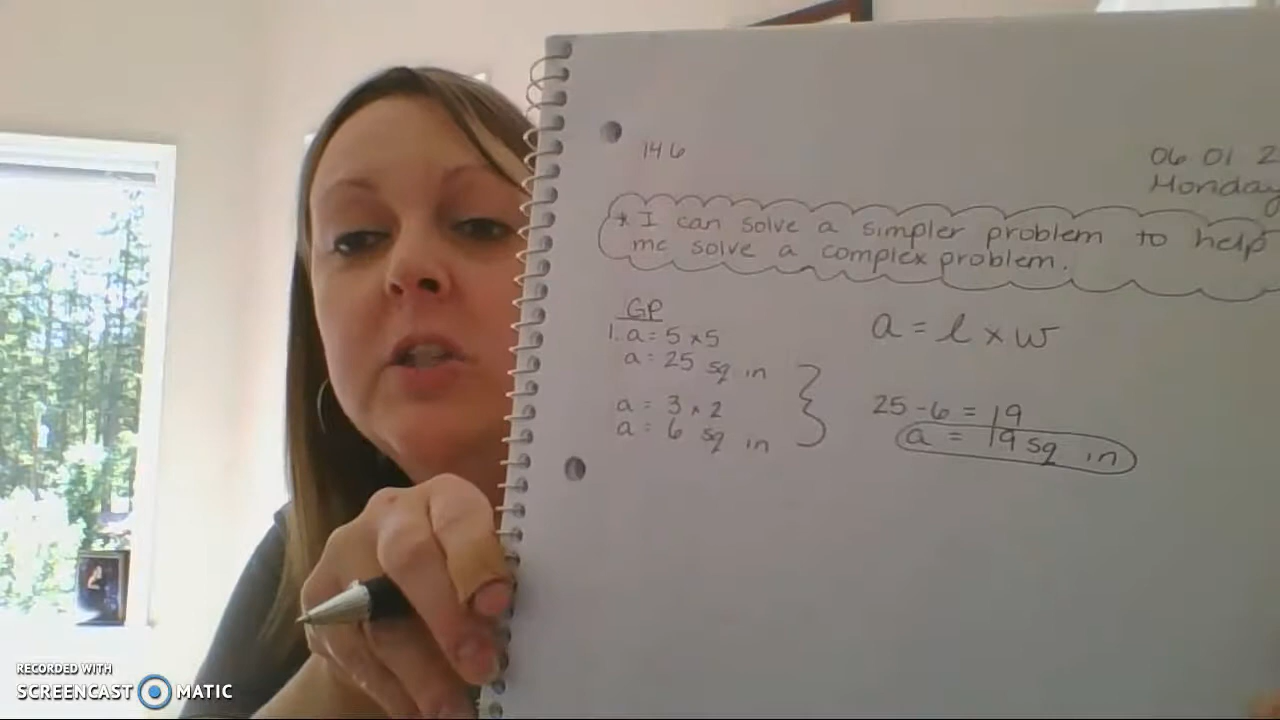 146
06 01 2
Monday
* I can solve a simpler problem to help
me solve a complex problem.
GP
1. a = 5 × 5
a = 25 sq in
a = 3 × 2
a = 6 sq in
a = l × w
25 - 6 = 19
a = 19 sq in
RECORDED WITH
SCREENCAST MATIC